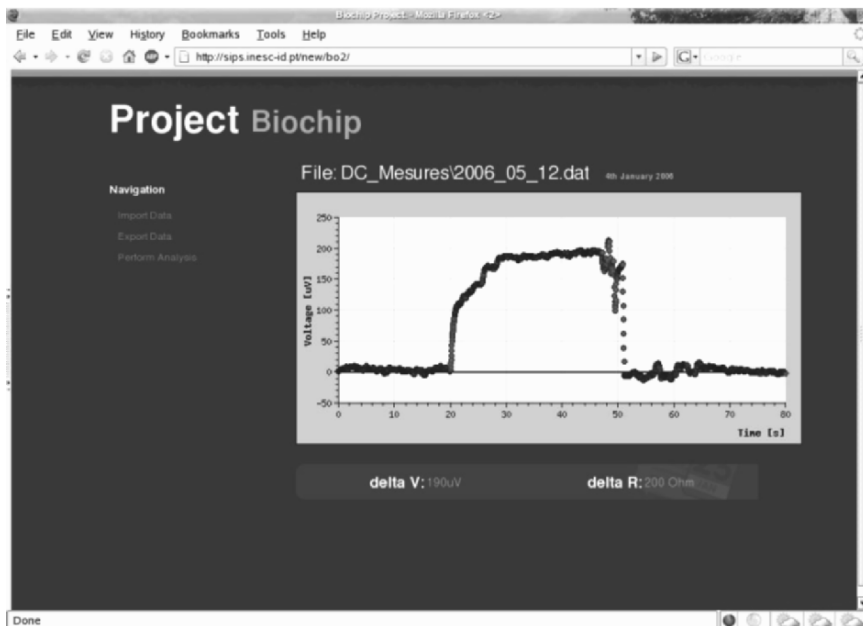 Biochip Project - Mozilla Firefox <2>
File Edit View History Bookmarks Tools Help
http://sips.inesc-id.pt/new/bo2/
Google
Project Biochip
File: DC_Mesures\2006_05_12.dat 4th January 2006
Navigation
Import Data
Export Data
Perform Analysis
Voltage [uV]
250
200
150
100
50
0
-50
0 10 20 30 40 50 60 70 80
Time [s]
delta V: 190uV delta R: 200 Ohm
Done